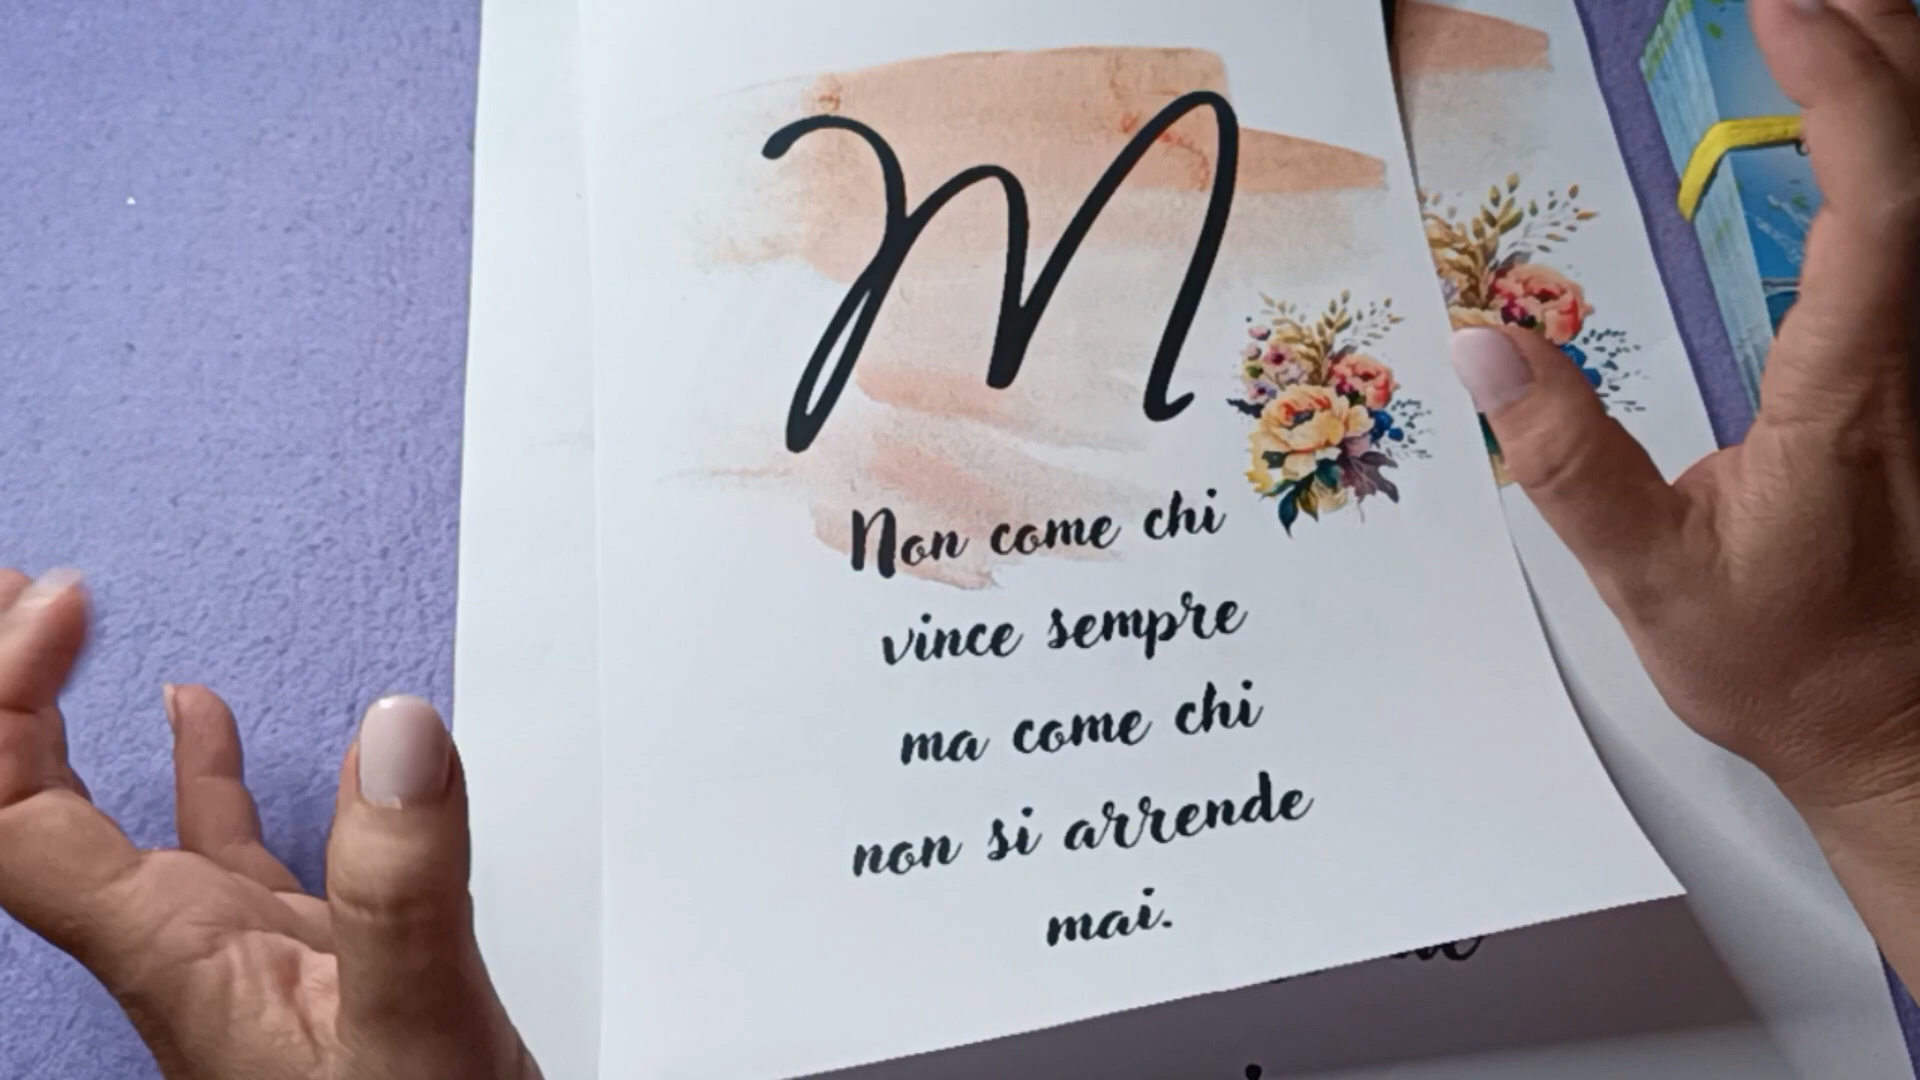 M
Non come chi
vince sempre
ma come chi
non si arrende
mai.